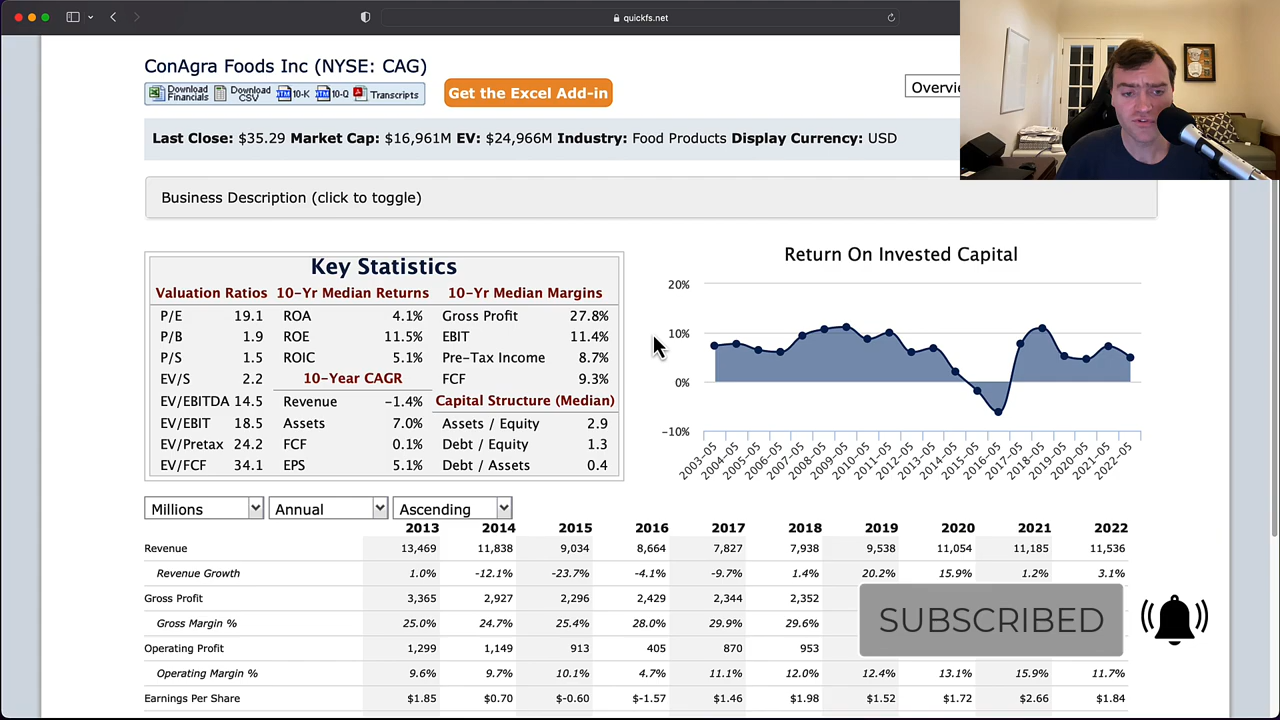 quickfs.net
ConAgra Foods Inc (NYSE: CAG)
Download Financials Download CSV 10-K 10-Q Transcripts
Get the Excel Add-in
Overvie
Last Close: $35.29 Market Cap: $16,961M EV: $24,966M Industry: Food Products Display Currency: USD
Business Description (click to toggle)
Key Statistics
Valuation Ratios 10-Yr Median Returns 10-Yr Median Margins
P/E 19.1 ROA 4.1% Gross Profit 27.8%
P/B 1.9 ROE 11.5% EBIT 11.4%
P/S 1.5 ROIC 5.1% Pre-Tax Income 8.7%
EV/S 2.2 10-Year CAGR FCF 9.3%
EV/EBITDA 14.5 Revenue -1.4% Capital Structure (Median)
EV/EBIT 18.5 Assets 7.0% Assets / Equity 2.9
EV/Pretax 24.2 FCF 0.1% Debt / Equity 1.3
EV/FCF 34.1 EPS 5.1% Debt / Assets 0.4
Return On Invested Capital
20%
10%
0%
-10%
2003-05 2004-05 2005-05 2006-05 2007-05 2008-05 2009-05 2010-05 2011-05 2012-05 2013-05 2014-05 2015-05 2016-05 2017-05 2018-05 2019-05 2020-05 2021-05 2022-05
Millions Annual Ascending
2013 2014 2015 2016 2017 2018 2019 2020 2021 2022
Revenue 13,469 11,838 9,034 8,664 7,827 7,938 9,538 11,054 11,185 11,536
Revenue Growth 1.0% -12.1% -23.7% -4.1% -9.7% 1.4% 20.2% 15.9% 1.2% 3.1%
Gross Profit 3,365 2,927 2,296 2,429 2,344 2,352
Gross Margin % 25.0% 24.7% 25.4% 28.0% 29.9% 29.6%
SUBSCRIBED
Operating Profit 1,299 1,149 913 405 870 953
Operating Margin % 9.6% 9.7% 10.1% 4.7% 11.1% 12.0% 12.4% 13.1% 15.9% 11.7%
Earnings Per Share $1.85 $0.70 $-0.60 $-1.57 $1.46 $1.98 $1.52 $1.72 $2.66 $1.84